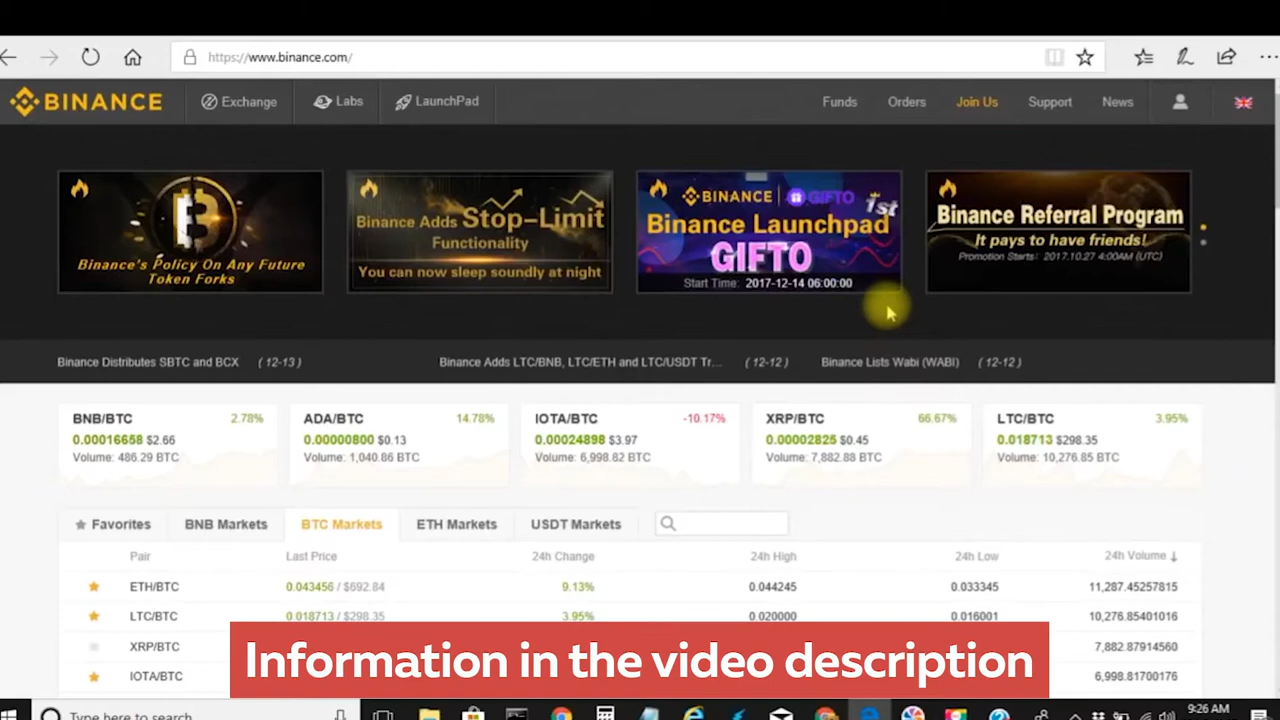 https://www.binance.com/
BINANCE
Exchange
Labs
LaunchPad
Funds
Orders
Join Us
Support
News
Binance's Policy On Any Future
Token Forks
Binance Adds Stop-Limit
Functionality
You can now sleep soundly at night
BINANCE GIFTO 1st
Binance Launchpad
GIFTO
Start Time: 2017-12-14 06:00:00
Binance Referral Program
It pays to have friends!
Promotion Starts: 2017.10.27 4:00AM (UTC)
Binance Distributes SBTC and BCX (12-13)
Binance Adds LTC/BNB, LTC/ETH and LTC/USDT Tr... (12-12)
Binance Lists Wabi (WABI) (12-12)
BNB/BTC 2.78%
0.00016658 $2.66
Volume: 486.29 BTC
ADA/BTC 14.78%
0.00000800 $0.13
Volume: 1,040.86 BTC
IOTA/BTC -10.17%
0.00024898 $3.97
Volume: 6,998.82 BTC
XRP/BTC 66.67%
0.00002825 $0.45
Volume: 7,882.88 BTC
LTC/BTC 3.95%
0.018713 $298.35
Volume: 10,276.85 BTC
Favorites BNB Markets BTC Markets ETH Markets USDT Markets
Pair Last Price 24h Change 24h High 24h Low 24h Volume ↓
ETH/BTC 0.043456 / $692.84 9.13% 0.044245 0.033345 11,287.45257815
LTC/BTC 0.018713 / $298.35 3.95% 0.020000 0.016001 10,276.85401016
XRP/BTC 7,882.87914560
IOTA/BTC 6,998.81700176
Information in the video description
Type here to search
9:26 AM